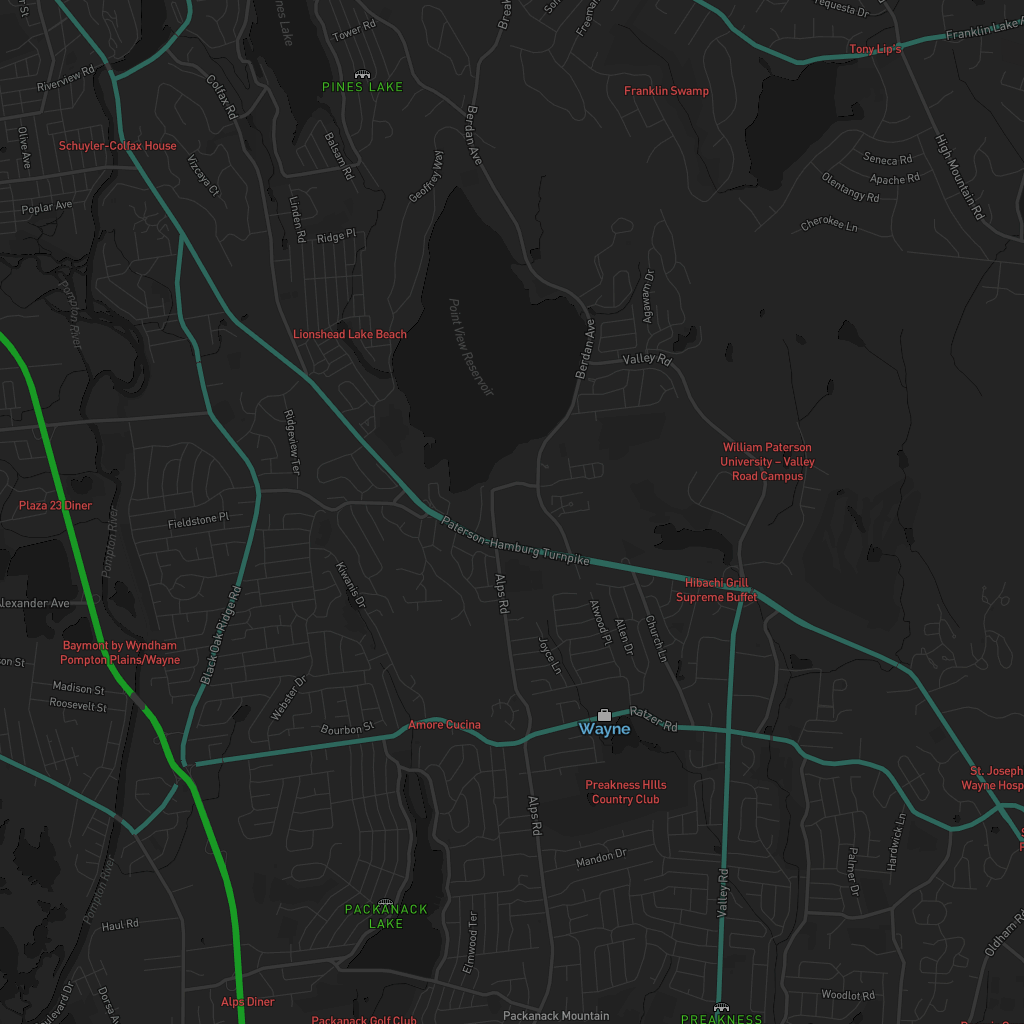 Tower Rd
Sequesta Dr
Franklin Lake
Tony Lip's
Riverview Rd
PINES LAKE
Franklin Swamp
Colfax Rd
Berdan Ave
Olive Ave
Schuyler-Colfax House
Balsam Rd
High Mountain Rd
Vizcaya Ct
Geoffrey Way
Seneca Rd
Apache Rd
Olentangy Rd
Poplar Ave
Linden Rd
Ridge Pl
Cherokee Ln
Pompton River
Agawam Dr
Lionshead Lake Beach
Point View Reservoir
Berdan Ave
Valley Rd
Ridgeview Ter
William Paterson
University – Valley
Road Campus
Plaza 23 Diner
Fieldstone Pl
Pompton River
Paterson-Hamburg Turnpike
Kiwanis Dr
Alps Rd
Hibachi Grill
Supreme Buffet
Alexander Ave
Atwood Pl
Allen Dr
Church Ln
Black Oak Ridge Rd
Joyce Ln
Baymont by Wyndham
Pompton Plains/Wayne
Madison St
Roosevelt St
Webster Dr
Bourbon St
Amore Cucina
Ratzer Rd
Wayne
Preakness HIlls
Country Club
St. Joseph
Wayne Hosp
Alps Rd
Hardwick Ln
Mandon Dr
Palmer Dr
Valley Rd
Pompton River
PACKANACK
LAKE
Haul Rd
Elmwood Ter
Oldham Rd
Woodlot Rd
Alps Diner
Packanack Golf Club
Packanack Mountain
PREAKNESS